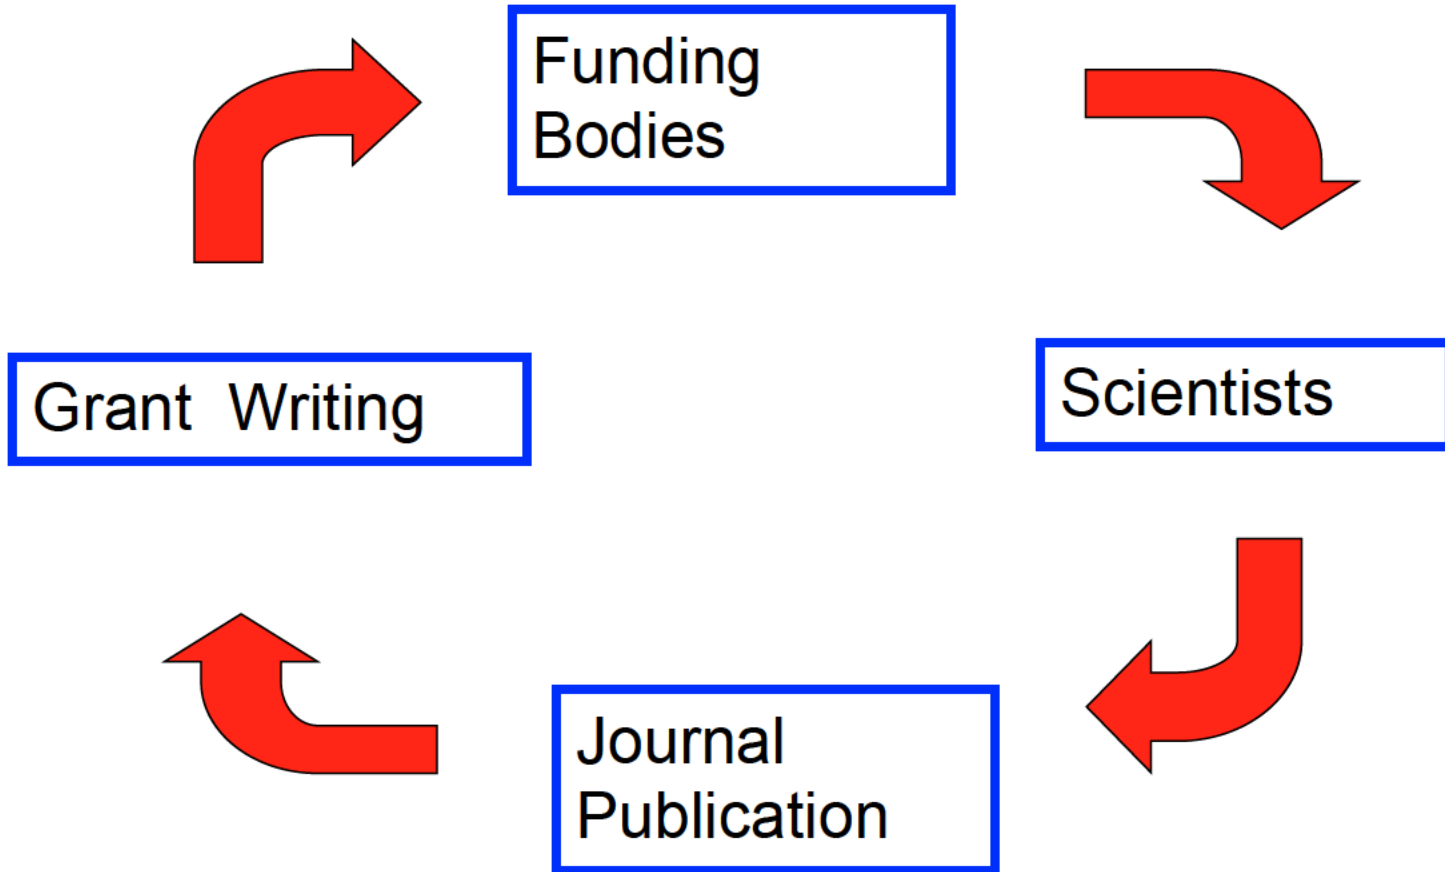 Funding
Bodies
Grant Writing
Scientists
Journal
Publication